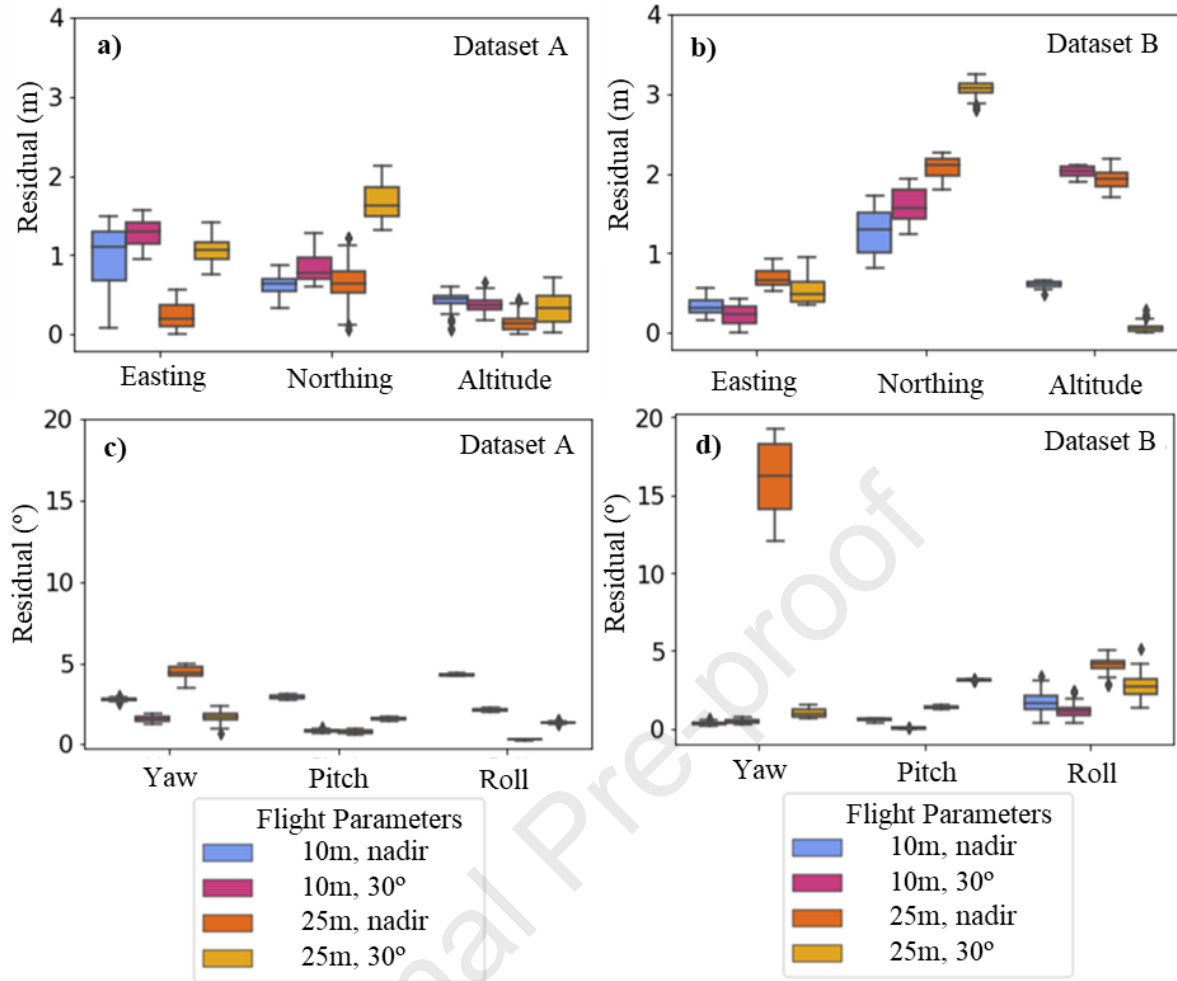 a) Dataset A
Residual (m)
4
3
2
1
0
Easting Northing Altitude
b) Dataset B
Residual (m)
4
3
2
1
0
Easting Northing Altitude
c) Dataset A
Residual (º)
20
15
10
5
0
Yaw Pitch Roll
d) Dataset B
Residual (º)
20
15
10
5
0
Yaw Pitch Roll
Flight Parameters
10m, nadir
10m, 30º
25m, nadir
25m, 30º
Flight Parameters
10m, nadir
10m, 30º
25m, nadir
25m, 30º
nal Pre-proof